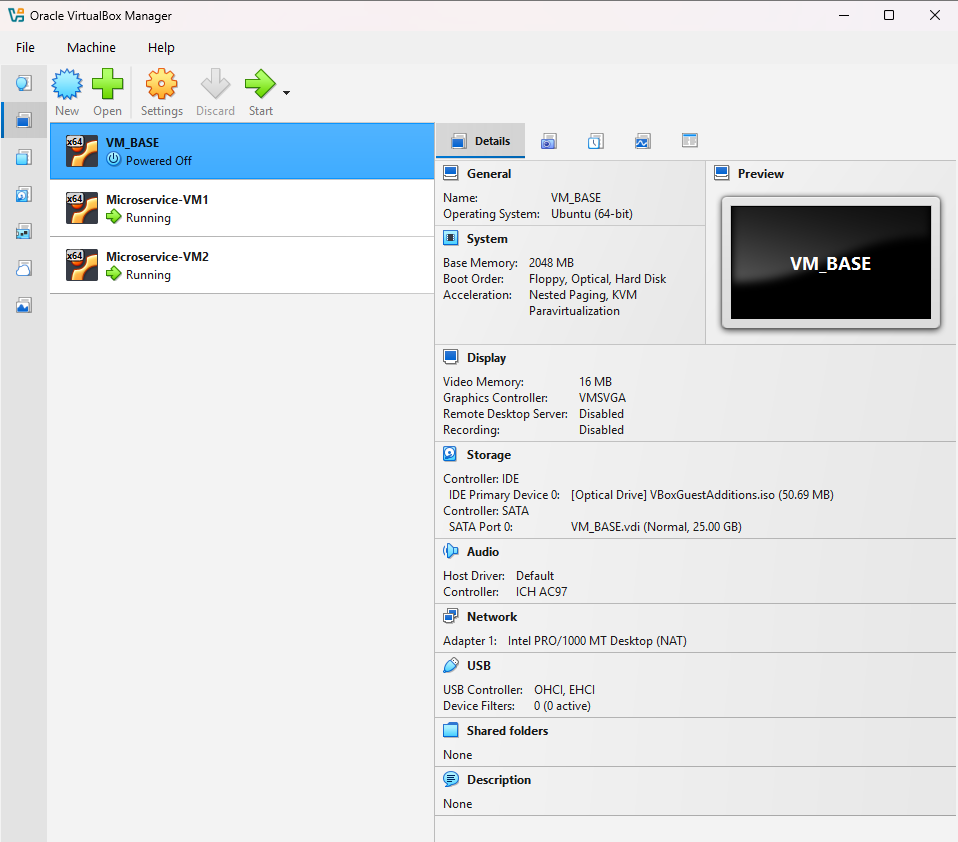 Oracle VirtualBox Manager
File Machine Help
New Open Settings Discard Start
x64 VM_BASE
Powered Off
x64 Microservice-VM1
Running
x64 Microservice-VM2
Running
Details
General
Name: VM_BASE
Operating System: Ubuntu (64-bit)
System
Base Memory: 2048 MB
Boot Order: Floppy, Optical, Hard Disk
Acceleration: Nested Paging, KVM
Paravirtualization
Preview
VM_BASE
Display
Video Memory: 16 MB
Graphics Controller: VMSVGA
Remote Desktop Server: Disabled
Recording: Disabled
Storage
Controller: IDE
IDE Primary Device 0: [Optical Drive] VBoxGuestAdditions.iso (50.69 MB)
Controller: SATA
SATA Port 0: VM_BASE.vdi (Normal, 25.00 GB)
Audio
Host Driver: Default
Controller: ICH AC97
Network
Adapter 1: Intel PRO/1000 MT Desktop (NAT)
USB
USB Controller: OHCI, EHCI
Device Filters: 0 (0 active)
Shared folders
None
Description
None